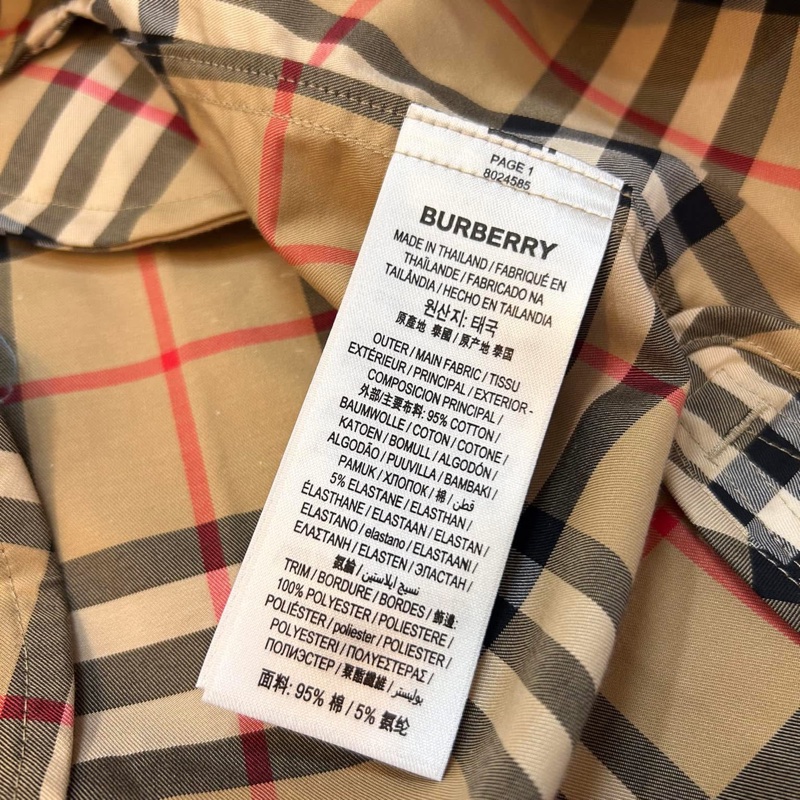 PAGE 1
8024585
BURBERRY
MADE IN THAILAND / FABRIQUÉ EN
THAÏLANDE / FABRICADO NA
TAILÂNDIA / HECHO EN TAILANDIA
원산지: 태국
原產地 泰國 / 原产地 泰国
OUTER / MAIN FABRIC / TISSU
EXTÉRIEUR / PRINCIPAL / EXTERIOR -
COMPOSICION PRINCIPAL /
外部/主要布料: 95% COTTON /
BAUMWOLLE / COTON / COTONE /
KATOEN / BOMULL / ALGODÓN /
ALGODÃO / PUUVILLA / BAMBAKI /
PAMUK / ХЛОПОК / 棉 / قطن /
5% ELASTANE / ELASTHAN /
ÉLASTHANE / ELASTAAN / ELASTAN /
ELASTANO / elastano / ELASTAANI /
ΕΛΑΣΤΑΝΗ / ELASTEN / ЭЛАСТАН /
氨綸 / نسيج ايلاستين /
TRIM / BORDURE / BORDES / 飾邊:
100% POLYESTER / POLIESTERE /
POLIÉSTER / poliester / POLIESTER /
POLYESTERI / ΠΟΛΥΕΣΤΕΡΑΣ /
ПОЛИЭСТЕР / 聚酯纖維 / بوليستر /
面料: 95% 棉 / 5% 氨纶